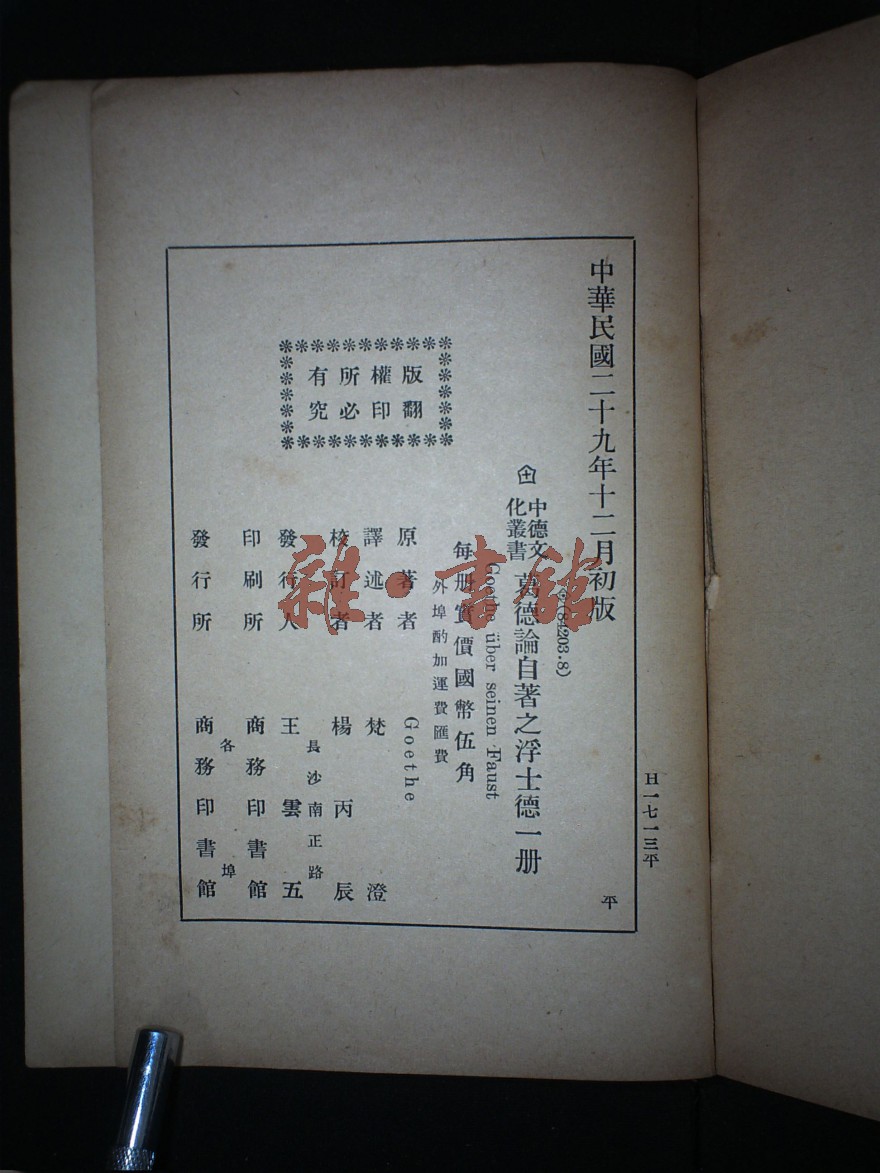 中華民國二十九年十二月初版
(84203·8)
中德文化叢書 葛德論自著之浮士德一册
Goethe über seinen Faust
每册實價國幣伍角
外埠酌加運費匯費
版權所有
翻印必究
原著者 Goethe
譯述者 梵澄
校訂者 楊丙辰
長沙南正路
發行人 王雲五
印刷所 商務印書館
各埠
發行所 商務印書館
H一七一三平
平
雜·書館